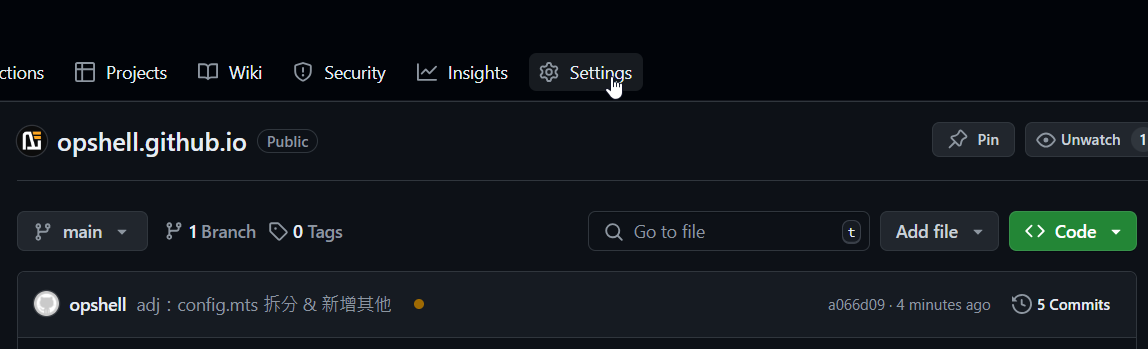 ctions Projects Wiki Security Insights Settings
opshell.github.io Public Pin Unwatch 1
main 1 Branch 0 Tags Go to file t Add file Code
opshell adj：config.mts 拆分 & 新增其他 a066d09 · 4 minutes ago 5 Commits